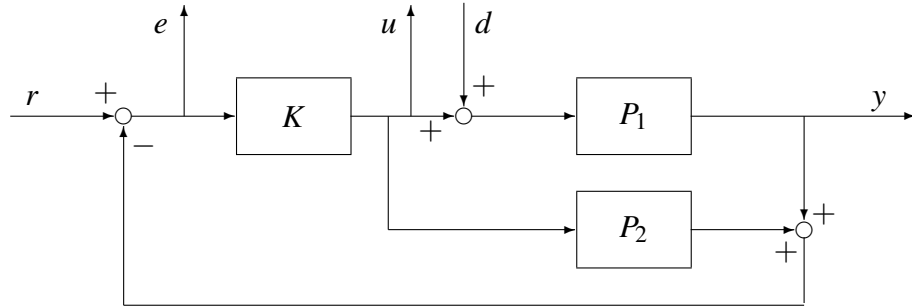 e u d
+ +
r K P₁ y
− +
P₂ +
+